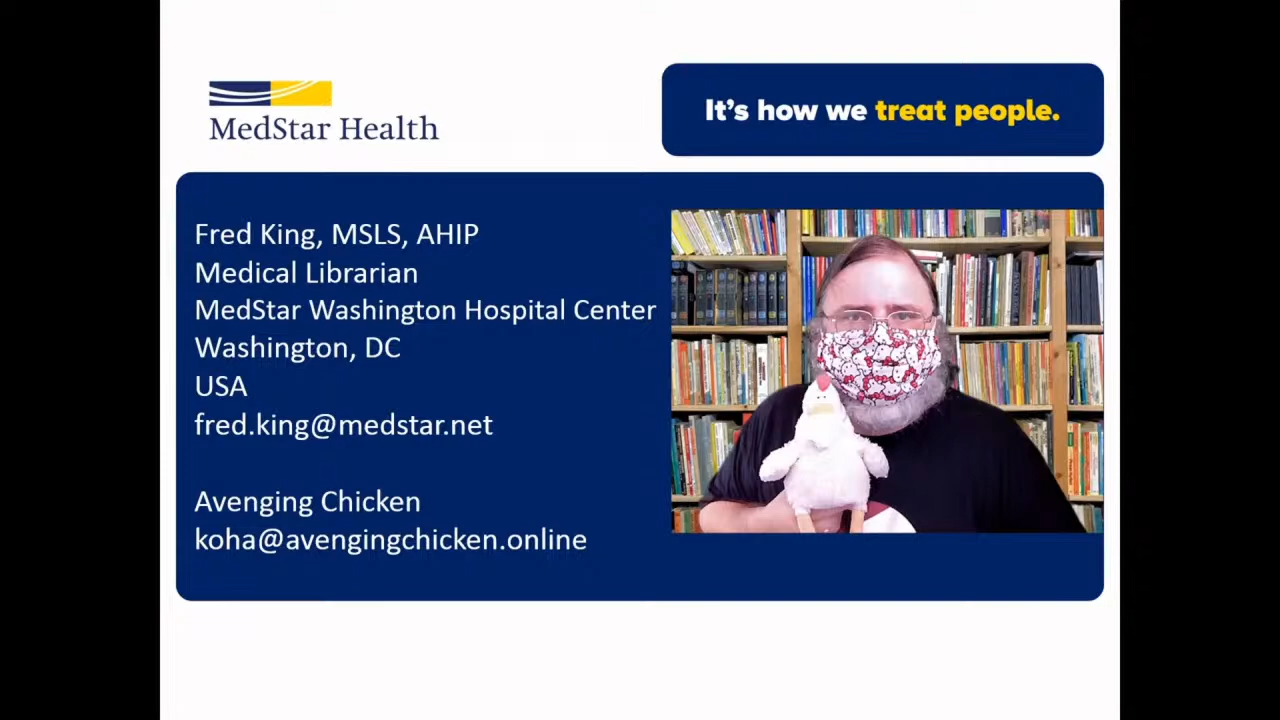 MedStar Health
It's how we treat people.
Fred King, MSLS, AHIP
Medical Librarian
MedStar Washington Hospital Center
Washington, DC
USA
fred.king@medstar.net
Avenging Chicken
koha@avengingchicken.online